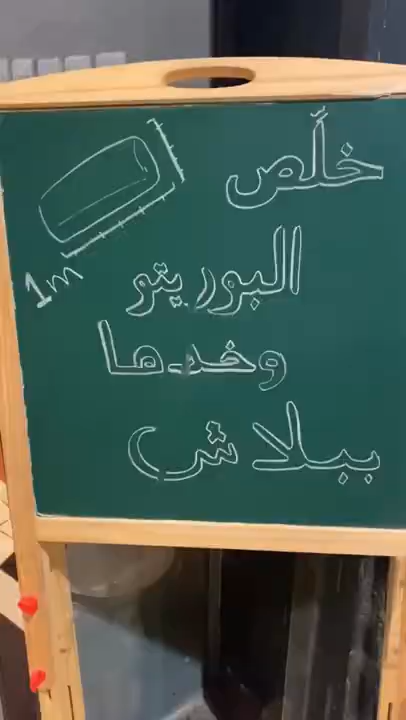 خلّص
البوريتو
وخدها
ببلاش
1m